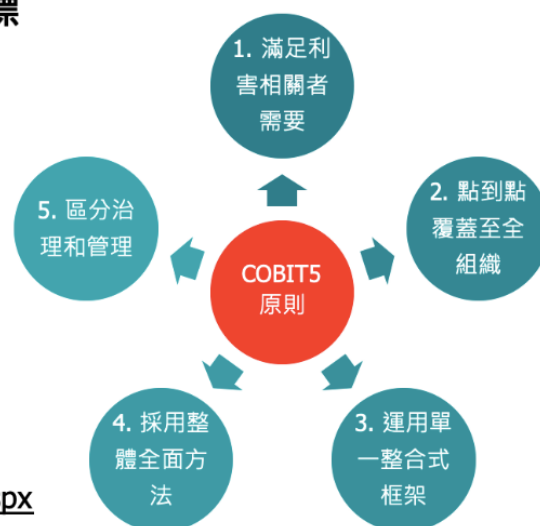 標
1. 滿足利
害相關者
需要
2. 點到點
覆蓋至全
組織
5. 區分治
理和管理
COBIT5
原則
4. 採用整
體全面方
法
3. 運用單
一整合式
框架
px